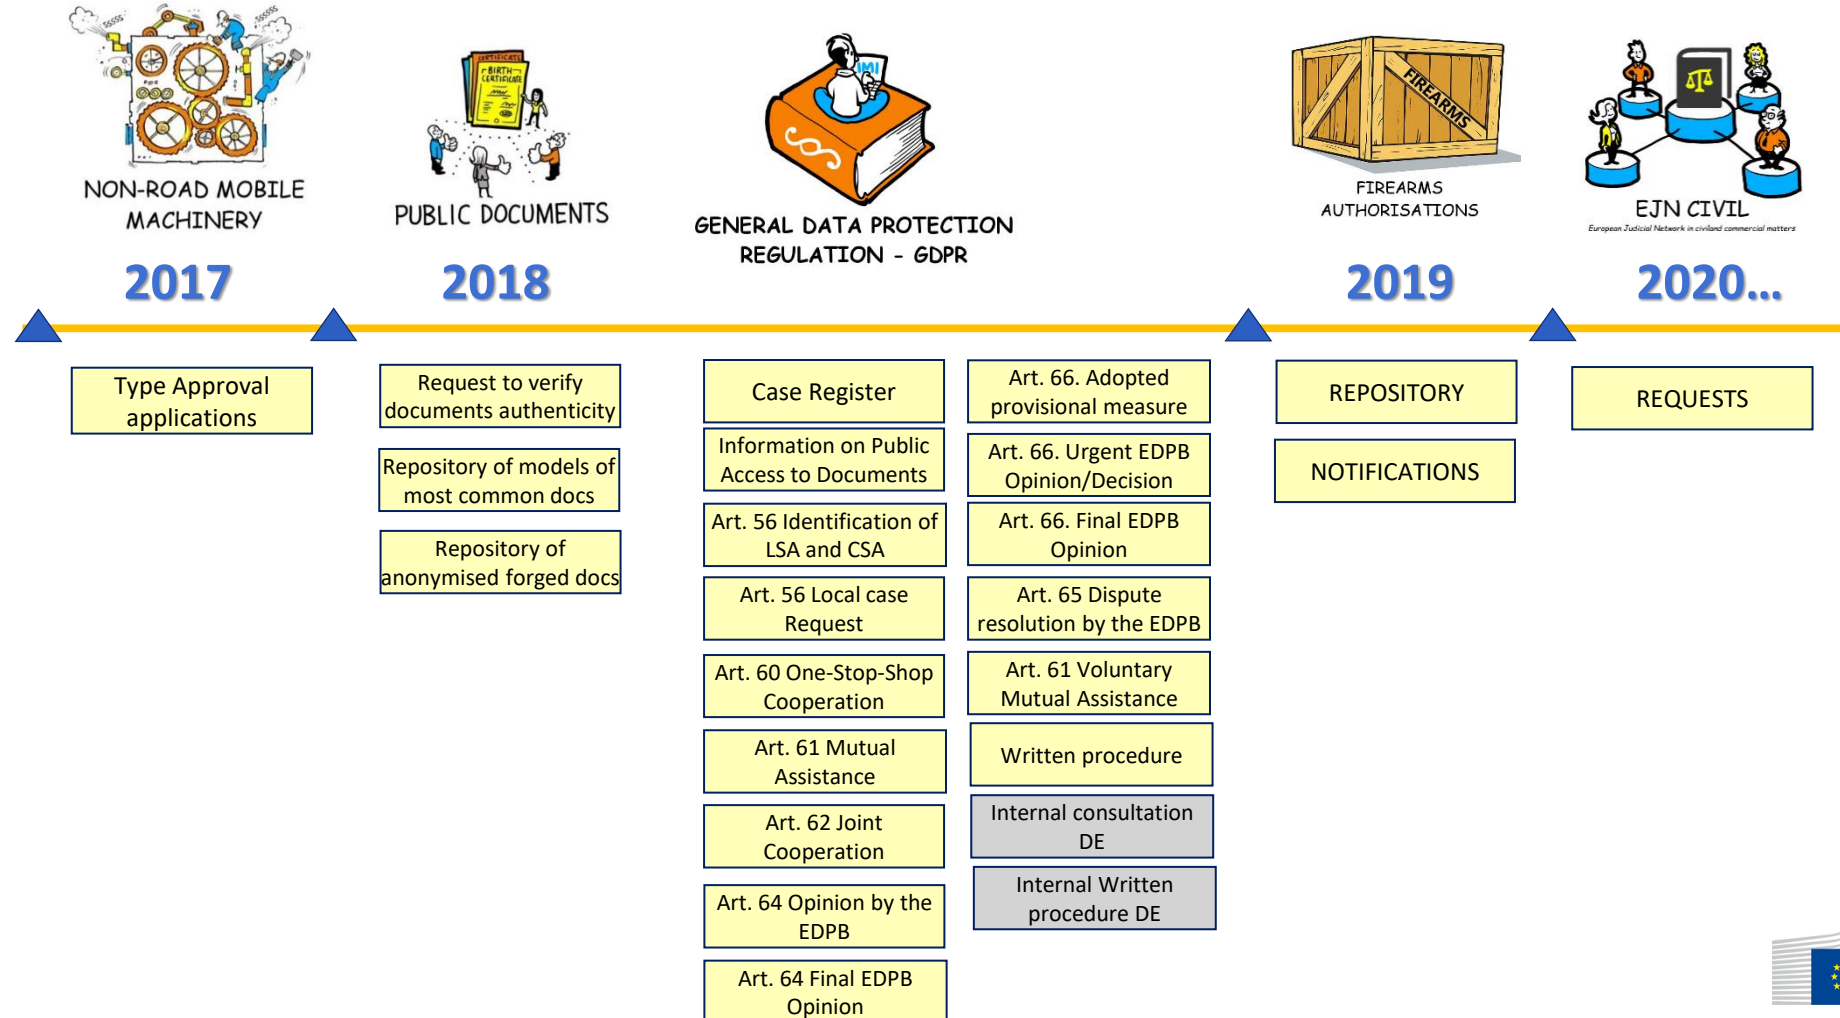 CERTIFICATE
BIRTH
CERTIFICATE
IMI
FIREARMS
NON-ROAD MOBILE
MACHINERY
PUBLIC DOCUMENTS
GENERAL DATA PROTECTION
REGULATION - GDPR
FIREARMS
AUTHORISATIONS
EJN CIVIL
European Judicial Network in civiland commercial matters
2017
2018
2019
2020...
Type Approval
applications
Request to verify
documents authenticity
Repository of models of
most common docs
Repository of
anonymised forged docs
Case Register
Information on Public
Access to Documents
Art. 56 Identification of
LSA and CSA
Art. 56 Local case
Request
Art. 60 One-Stop-Shop
Cooperation
Art. 61 Mutual
Assistance
Art. 62 Joint
Cooperation
Art. 64 Opinion by the
EDPB
Art. 64 Final EDPB
Opinion
Art. 66. Adopted
provisional measure
Art. 66. Urgent EDPB
Opinion/Decision
Art. 66. Final EDPB
Opinion
Art. 65 Dispute
resolution by the EDPB
Art. 61 Voluntary
Mutual Assistance
Written procedure
Internal consultation
DE
Internal Written
procedure DE
REPOSITORY
NOTIFICATIONS
REQUESTS